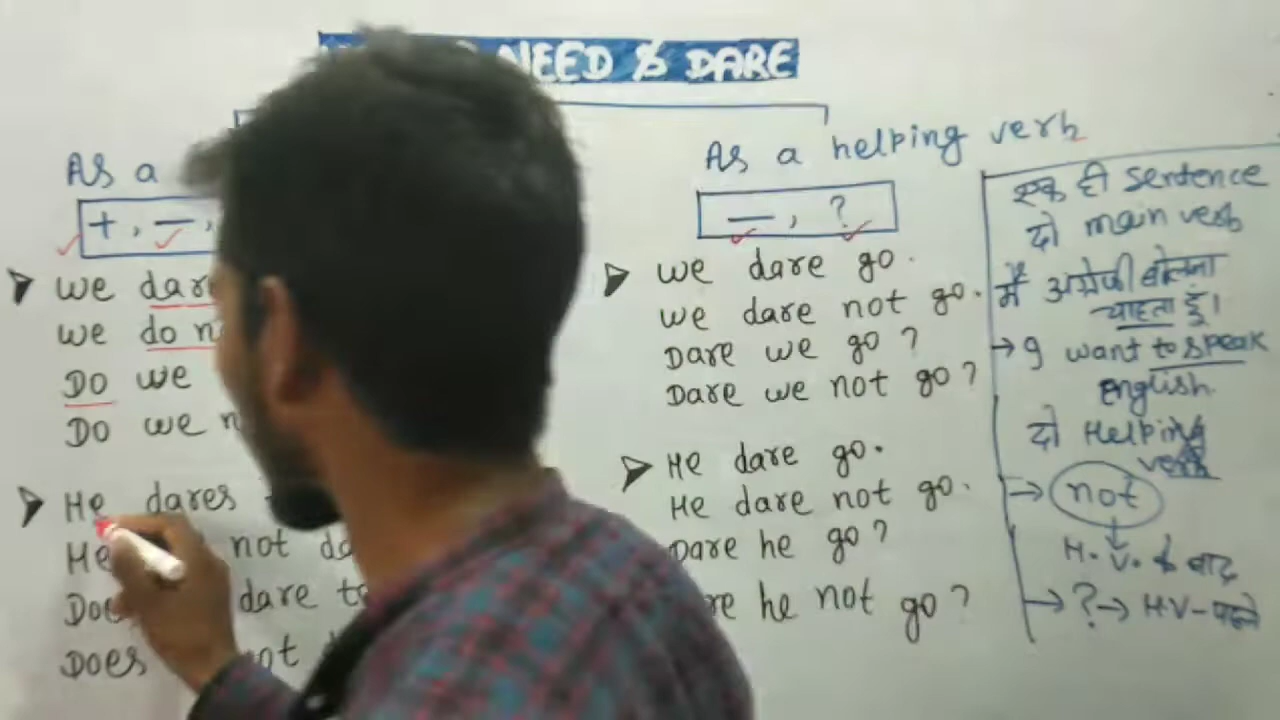 NEED & DARE
As a
+, —,
➤ We dare
We do n
Do we
Do we n
➤ He dares
He not da
Does dare to
Does not
As a helping verb
—, ?
➤ We dare go.
We dare not go.
Dare we go?
Dare we not go?
➤ He dare go.
He dare not go.
Dare he go?
re he not go?
एक ही sentence
दो main verb
मैं अंग्रेजी बोलना
चाहता हूं।
→ I want to speak
English.
दो Helping
verb
→ not
↓
H. V. के बाद
→ ? → H.V - पहले